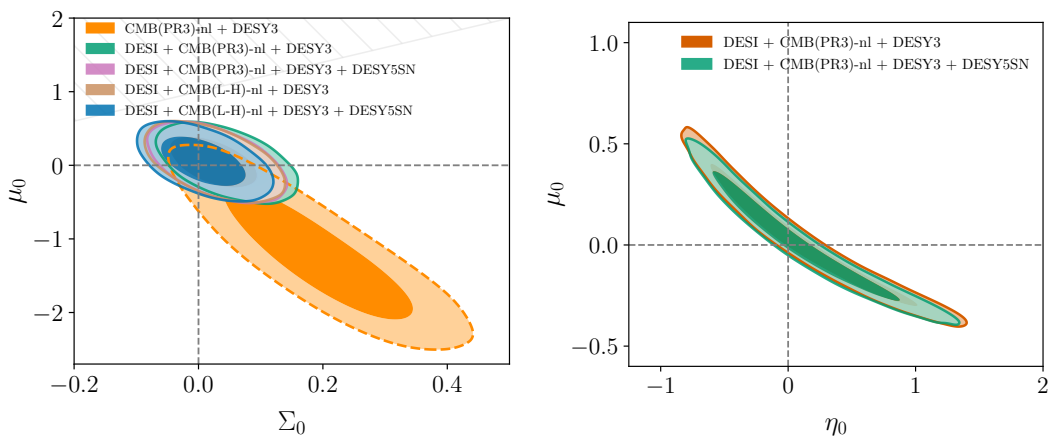 2
1
0
−1
−2
μ0
CMB(PR3)-nl + DESY3
DESI + CMB(PR3)-nl + DESY3
DESI + CMB(PR3)-nl + DESY3 + DESY5SN
DESI + CMB(L-H)-nl + DESY3
DESI + CMB(L-H)-nl + DESY3 + DESY5SN
−0.2
0.0
0.2
0.4
Σ0
1.0
0.5
0.0
−0.5
μ0
DESI + CMB(PR3)-nl + DESY3
DESI + CMB(PR3)-nl + DESY3 + DESY5SN
−1
0
1
2
η0